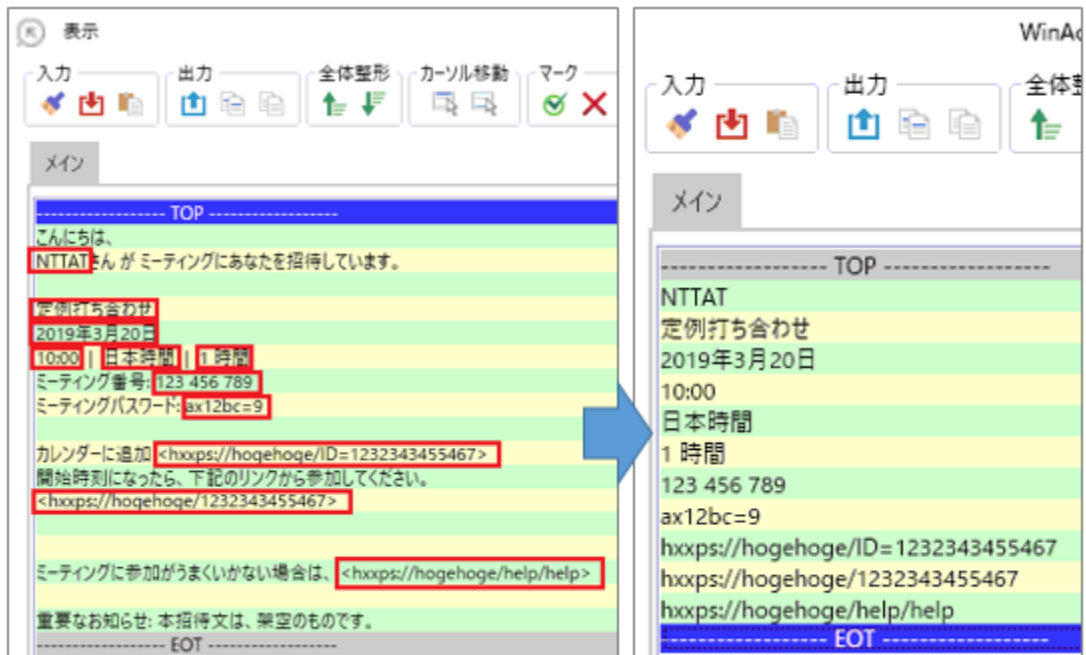 表示
入力 出力 全体整形 カーソル移動 マーク
メイン
------------------ TOP ------------------
こんにちは、
NTTATさん が ミーティングにあなたを招待しています。
定例打ち合わせ
2019年3月20日
10:00 | 日本時間 | 1 時間
ミーティング番号: 123 456 789
ミーティングパスワード: ax12bc=9
カレンダーに追加 <hxxps://hogehoge/ID=1232343455467>
開始時刻になったら、下記のリンクから参加してください。
<hxxps://hogehoge/1232343455467>
ミーティングに参加がうまくいかない場合は、 <hxxps://hogehoge/help/help>
重要なお知らせ: 本招待文は、架空のものです。
------------------ EOT ------------------
WinAc
入力 出力 全体整
メイン
------------------ TOP ------------------
NTTAT
定例打ち合わせ
2019年3月20日
10:00
日本時間
1 時間
123 456 789
ax12bc=9
hxxps://hogehoge/ID=1232343455467
hxxps://hogehoge/1232343455467
hxxps://hogehoge/help/help
------------------ EOT ------------------